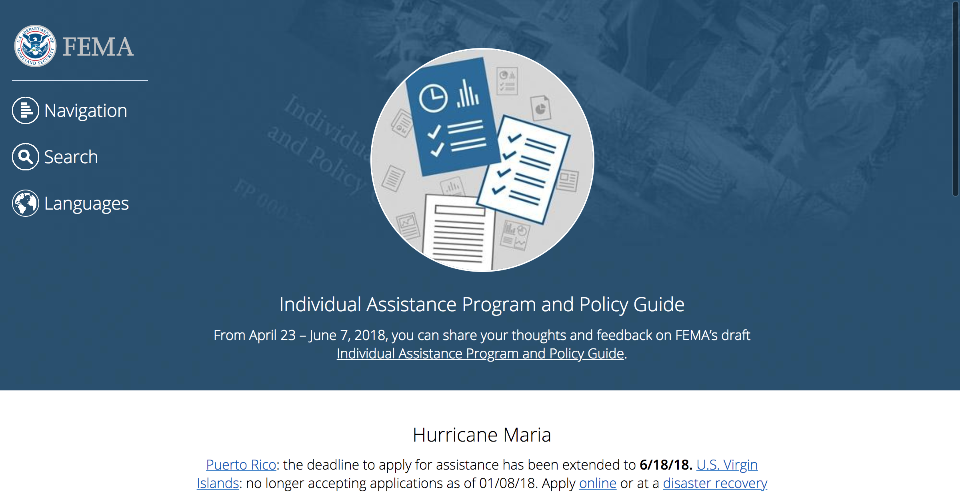 FEMA
Navigation
Search
Languages
Individual
and Policy
Individual Assistance Program and Policy Guide
From April 23 – June 7, 2018, you can share your thoughts and feedback on FEMA's draft
Individual Assistance Program and Policy Guide.
Hurricane Maria
Puerto Rico: the deadline to apply for assistance has been extended to 6/18/18. U.S. Virgin
Islands: no longer accepting applications as of 01/08/18. Apply online or at a disaster recovery